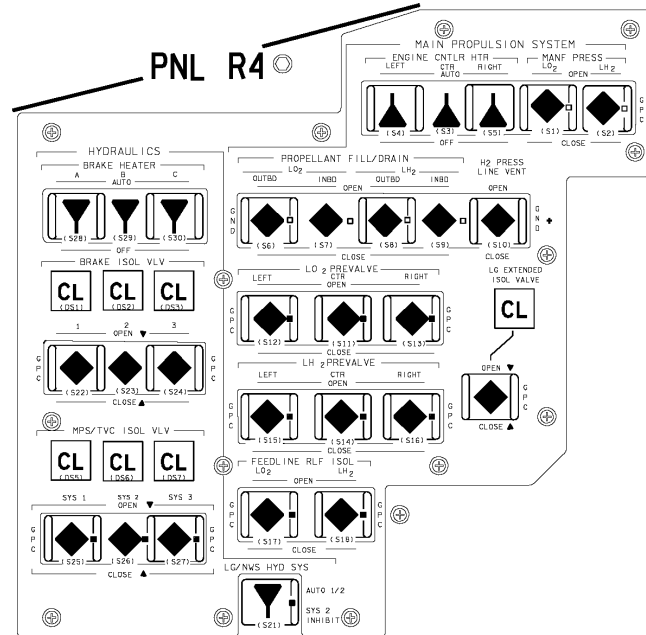 PNL R4
MAIN PROPULSION SYSTEM
ENGINE CNTLR HTR MANF PRESS
LEFT CTR RIGHT LO2 LH2
AUTO OPEN
(S4) (S3) (S5) (S1) (S2)
GPC
OFF CLOSE
HYDRAULICS
BRAKE HEATER
A B C
AUTO
(S28) (S29) (S30)
OFF
PROPELLANT FILL/DRAIN
LO2 LH2
OUTBD INBD OUTBD INBD
OPEN
H2 PRESS
LINE VENT
OPEN
GND
(S6) (S7) (S8) (S9) (S10)
GND
CLOSE CLOSE
BRAKE ISOL VLV
CL CL CL
(DS1) (DS2) (DS3)
1 2 3
OPEN
GPC
(S22) (S23) (S24)
GPC
CLOSE
LO2 PREVALVE
LEFT CTR RIGHT
OPEN
GPC
(S12) (S11) (S13)
GPC
CLOSE
LG EXTENDED
ISOL VALVE
CL
OPEN
GPC
CLOSE
LH2 PREVALVE
LEFT CTR RIGHT
OPEN
GPC
(S15) (S14) (S16)
GPC
CLOSE
MPS/TVC ISOL VLV
CL CL CL
(DS5) (DS6) (DS7)
SYS 1 SYS 2 SYS 3
OPEN
GPC
(S25) (S26) (S27)
GPC
CLOSE
FEEDLINE RLF ISOL
LO2 LH2
OPEN
GPC
(S17) (S18)
GPC
CLOSE
LG/NWS HYD SYS
AUTO 1/2
SYS 2
INHIBIT
(S21)